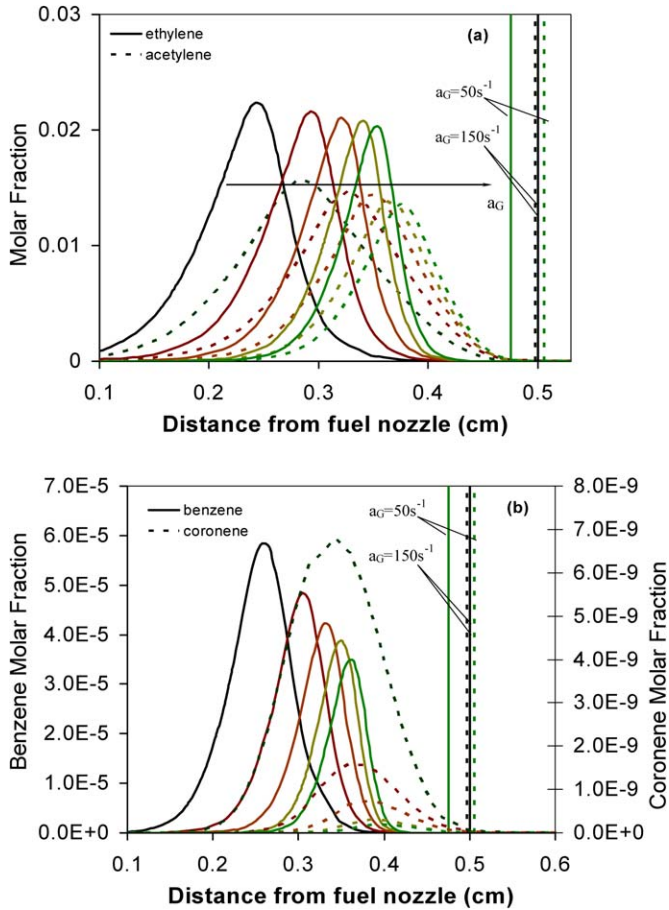 0.03
ethylene
acetylene
(a)
a_G=50s⁻¹
0.02
a_G=150s⁻¹
a_G
Molar Fraction
0.01
0
0.1 0.2 0.3 0.4 0.5
Distance from fuel nozzle (cm)
7.0E-5 8.0E-9
benzene
coronene
(b)
a_G=50s⁻¹
6.0E-5 7.0E-9
a_G=150s⁻¹
5.0E-5 6.0E-9
4.0E-5 5.0E-9
3.0E-5 4.0E-9
2.0E-5 3.0E-9
1.0E-5 2.0E-9
0.0E+0 1.0E-9
0.0E+0
Benzene Molar Fraction
Coronene Molar Fraction
0.1 0.2 0.3 0.4 0.5 0.6
Distance from fuel nozzle (cm)